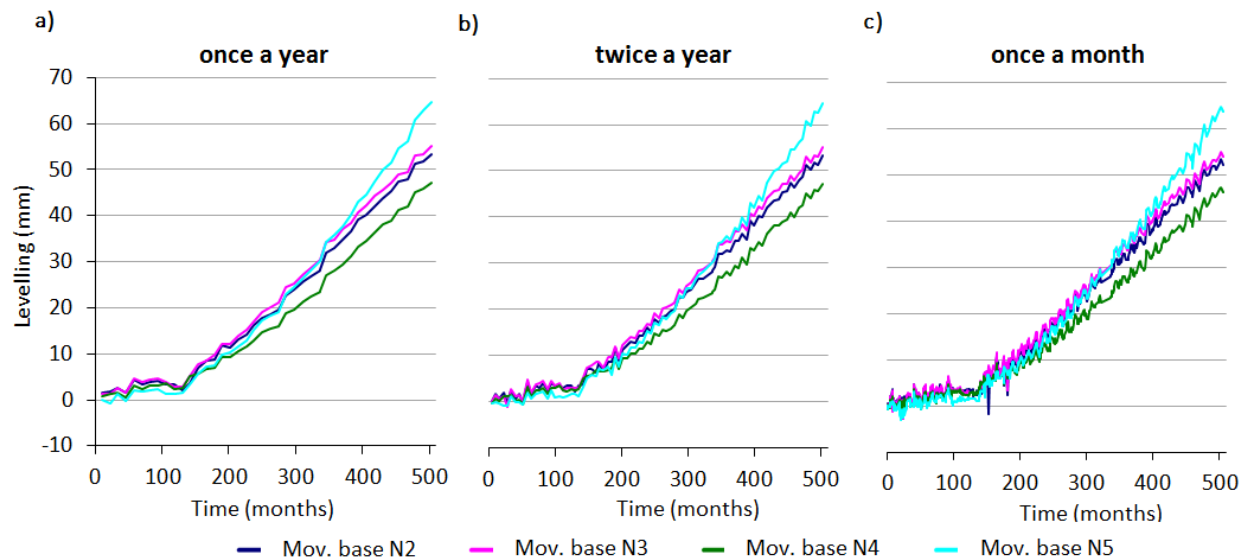 a)
once a year
b)
twice a year
c)
once a month
Levelling (mm)
70
60
50
40
30
20
10
0
-10
0 100 200 300 400 500
Time (months)
0 100 200 300 400 500
Time (months)
0 100 200 300 400 500
Time (months)
Mov. base N2 Mov. base N3 Mov. base N4 Mov. base N5